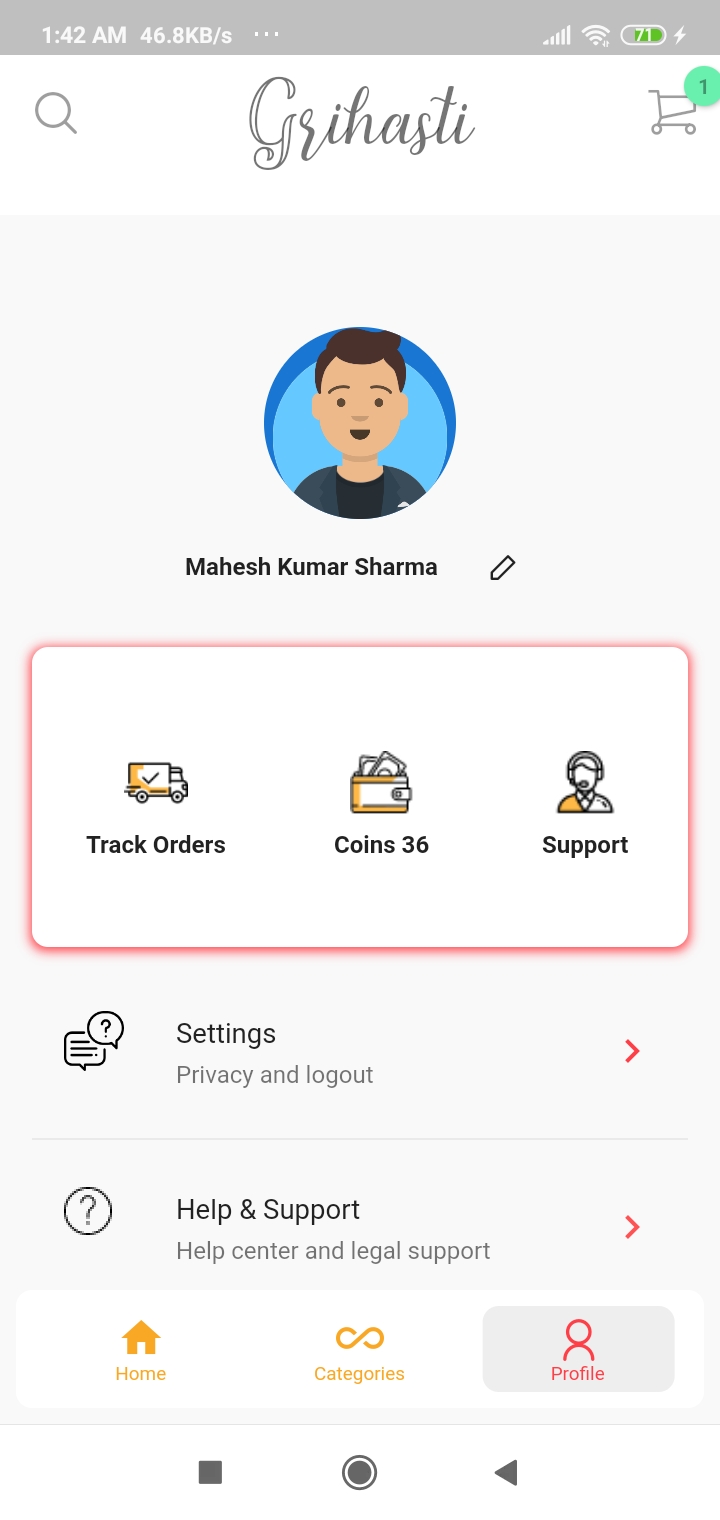 1:42 AM 46.8KB/s ... 71
Grihasti
1
Mahesh Kumar Sharma
Track Orders Coins 36 Support
Settings
Privacy and logout
Help & Support
Help center and legal support
Home Categories Profile